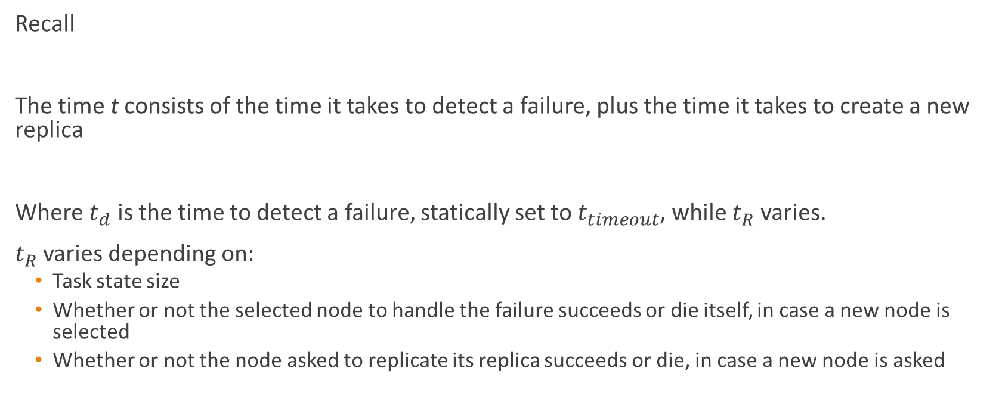 Recall
The time t consists of the time it takes to detect a failure, plus the time it takes to create a new
replica
Where t_d is the time to detect a failure, statically set to t_timeout, while t_R varies.
t_R varies depending on:
• Task state size
• Whether or not the selected node to handle the failure succeeds or die itself, in case a new node is
selected
• Whether or not the node asked to replicate its replica succeeds or die, in case a new node is asked